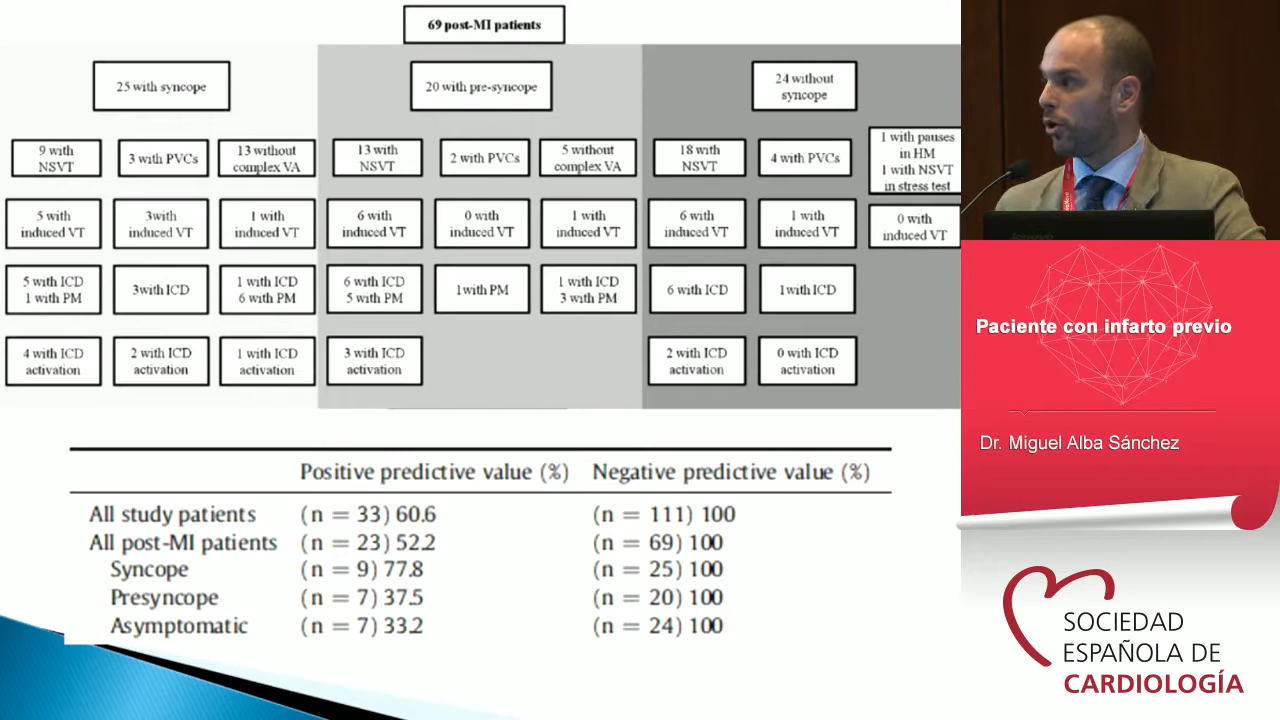 69 post-MI patients
25 with syncope
20 with pre-syncope
24 without
syncope
9 with
NSVT
3 with PVCs
13 without
complex VA
13 with
NSVT
2 with PVCs
5 without
complex VA
18 with
NSVT
4 with PVCs
1 with pauses
in HM
1 with NSVT
in stress test
5 with
induced VT
3with
induced VT
1 with
induced VT
6 with
induced VT
0 with
induced VT
1 with
induced VT
6 with
induced VT
1 with
induced VT
0 with
induced VT
5 with ICD
1 with PM
3with ICD
1 with ICD
6 with PM
6 with ICD
5 with PM
1with PM
1 with ICD
3 with PM
6 with ICD
1with ICD
4 with ICD
activation
2 with ICD
activation
1 with ICD
activation
3 with ICD
activation
2 with ICD
activation
0 with ICD
activation
Positive predictive value (%) Negative predictive value (%)
All study patients (n = 33) 60.6 (n = 111) 100
All post-MI patients (n = 23) 52.2 (n = 69) 100
Syncope (n = 9) 77.8 (n = 25) 100
Presyncope (n = 7) 37.5 (n = 20) 100
Asymptomatic (n = 7) 33.2 (n = 24) 100
Paciente con infarto previo
Dr. Miguel Alba Sánchez
SOCIEDAD
ESPAÑOLA DE
CARDIOLOGÍA